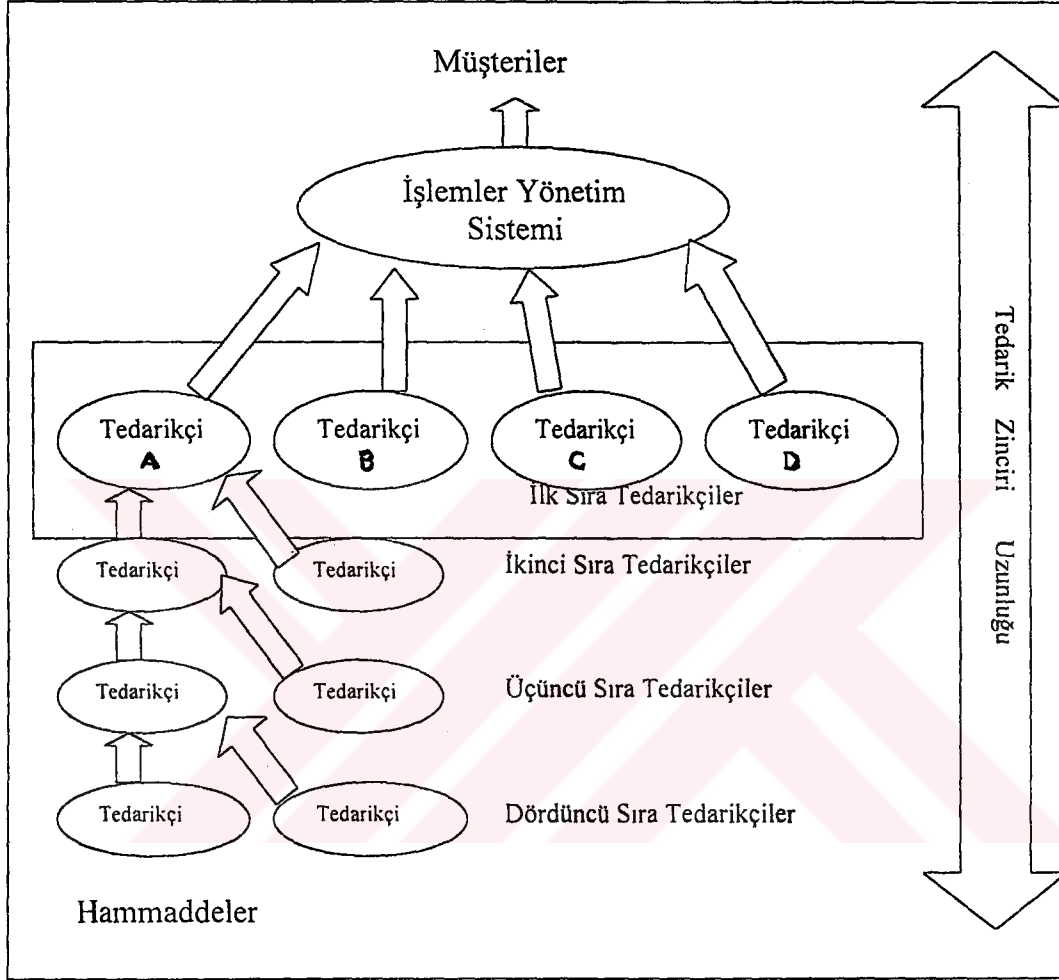 Müşteriler
İşlemler Yönetim
Sistemi
Tedarikçi
A
Tedarikçi
B
Tedarikçi
C
Tedarikçi
D
İlk Sıra Tedarikçiler
Tedarikçi
Tedarikçi
İkinci Sıra Tedarikçiler
Tedarikçi
Tedarikçi
Üçüncü Sıra Tedarikçiler
Tedarikçi
Tedarikçi
Dördüncü Sıra Tedarikçiler
Hammaddeler
Tedarik Zinciri Uzunluğu